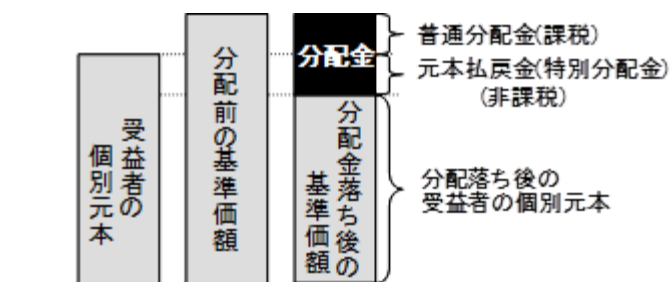 受益者の
個別元本
分配前の基準価額
分配金
分配金落ち後の
基準価額
普通分配金(課税)
元本払戻金(特別分配金)
(非課税)
分配落ち後の
受益者の個別元本